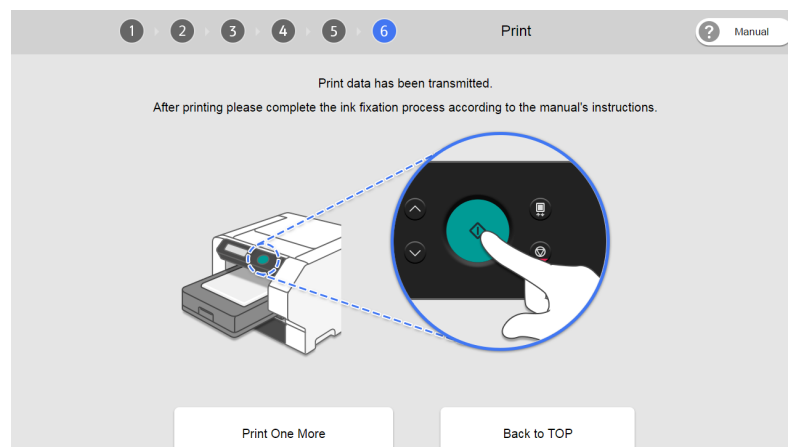 1 2 3 4 5 6 Print ? Manual
Print data has been transmitted.
After printing please complete the ink fixation process according to the manual's instructions.
Print One More Back to TOP